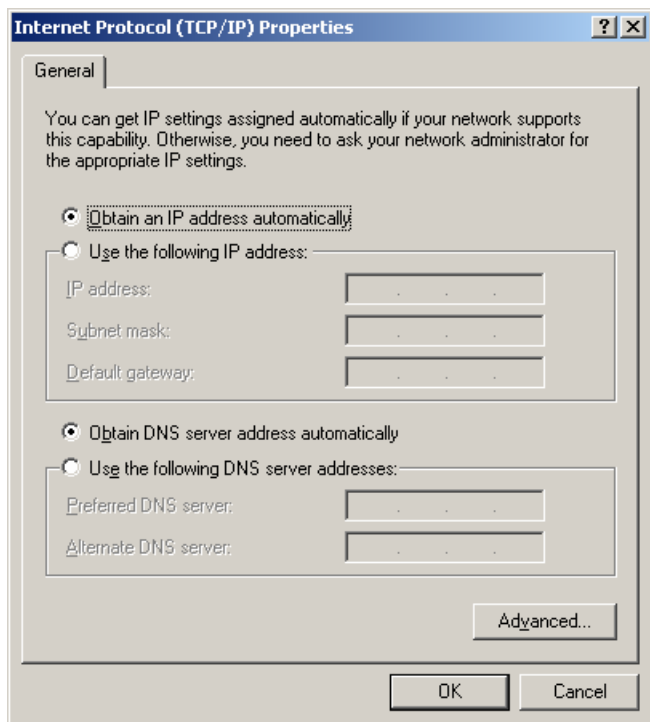 Internet Protocol (TCP/IP) Properties
General
You can get IP settings assigned automatically if your network supports
this capability. Otherwise, you need to ask your network administrator for
the appropriate IP settings.
Obtain an IP address automatically
Use the following IP address:
IP address:
Subnet mask:
Default gateway:
Obtain DNS server address automatically
Use the following DNS server addresses:
Preferred DNS server:
Alternate DNS server:
Advanced...
OK Cancel